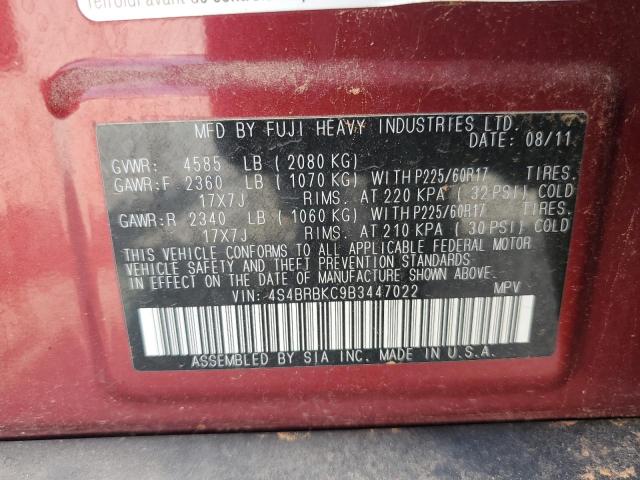 MFD BY FUJI HEAVY INDUSTRIES LTD.
DATE: 08/11
GVWR: 4585 LB (2080 KG)
GAWR:F 2360 LB (1070 KG) WITH P225/60R17 TIRES.
17X7J RIMS. AT 220 KPA (32 PSI) COLD
GAWR:R 2340 LB (1060 KG) WITH P225/60R17 TIRES.
17X7J RIMS. AT 210 KPA (30 PSI) COLD
THIS VEHICLE CONFORMS TO ALL APPLICABLE FEDERAL MOTOR
VEHICLE SAFETY AND THEFT PREVENTION STANDARDS
IN EFFECT ON THE DATE OF MANUFACTURE SHOWN ABOVE.
VIN: 4S4BRBKC9B3447022 MPV
ASSEMBLED BY SIA INC. MADE IN U.S.A.